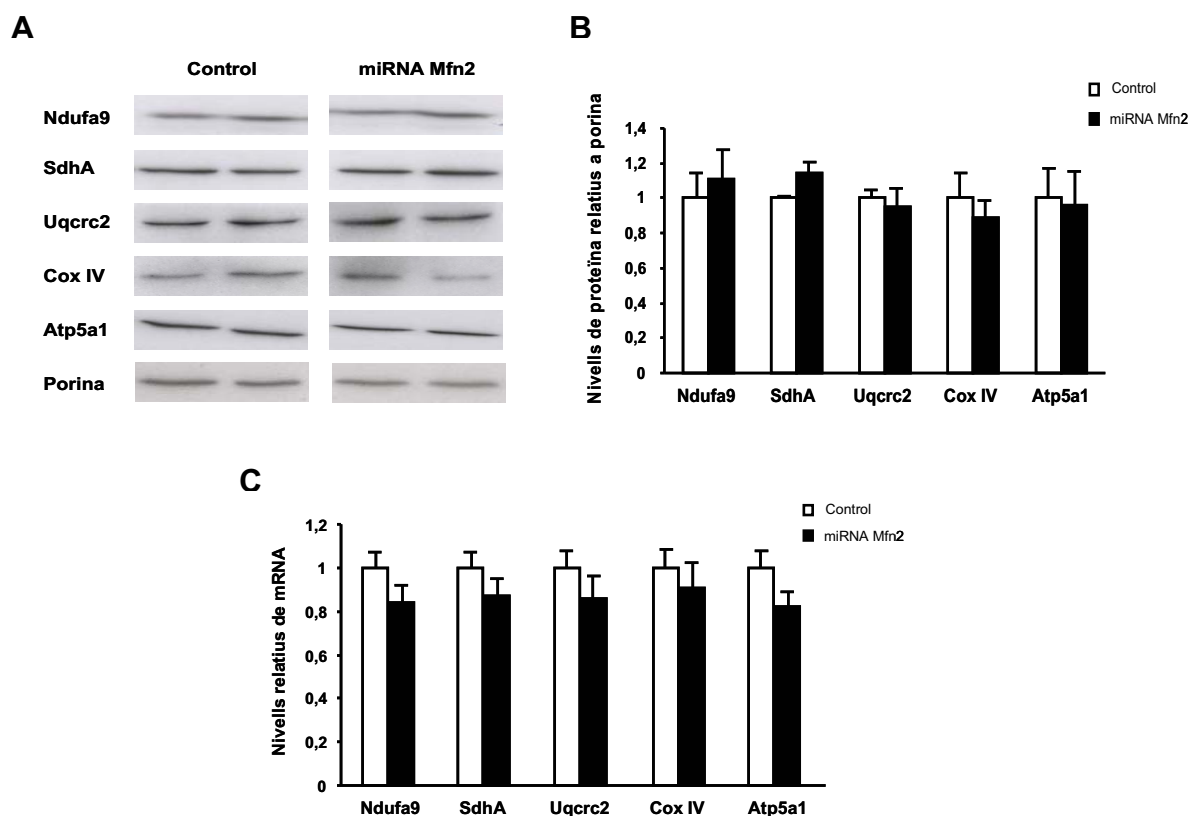 A
Control miRNA Mfn2
Ndufa9
SdhA
Uqcrc2
Cox IV
Atp5a1
Porina
B
Control
miRNA Mfn2
Nivells de proteïna relatius a porina
1,4
1,2
1
0,8
0,6
0,4
0,2
0
Ndufa9 SdhA Uqcrc2 Cox IV Atp5a1
C
Control
miRNA Mfn2
Nivells relatius de mRNA
1,2
1
0,8
0,6
0,4
0,2
0
Ndufa9 SdhA Uqcrc2 Cox IV Atp5a1